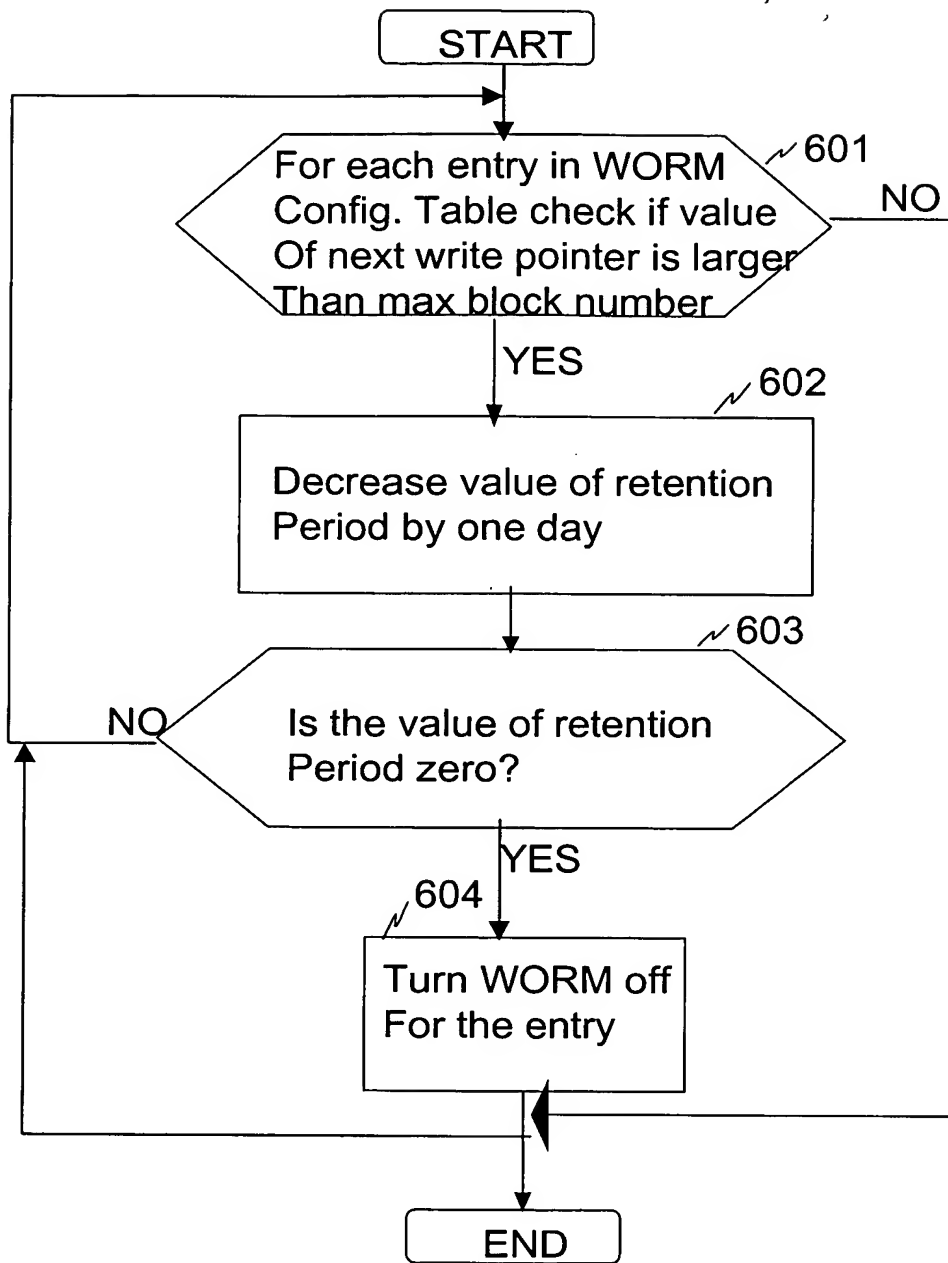 START
601
For each entry in WORM
Config. Table check if value
Of next write pointer is larger
Than max block number
NO
YES
602
Decrease value of retention
Period by one day
603
NO
Is the value of retention
Period zero?
YES
604
Turn WORM off
For the entry
END